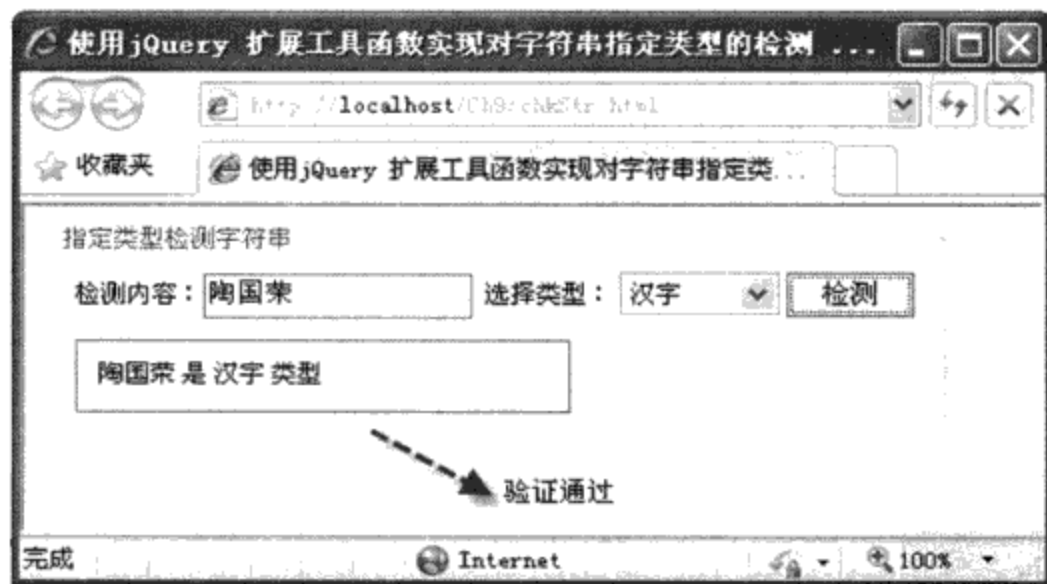 使用jQuery 扩展工具函数实现对字符串指定类型的检测 ...
http://localhost/Ch9/chkStr.html
收藏夹 使用jQuery 扩展工具函数实现对字符串指定类...
指定类型检测字符串
检测内容： 陶国荣 选择类型： 汉字 检测
陶国荣 是 汉字 类型
验证通过
完成 Internet 100%